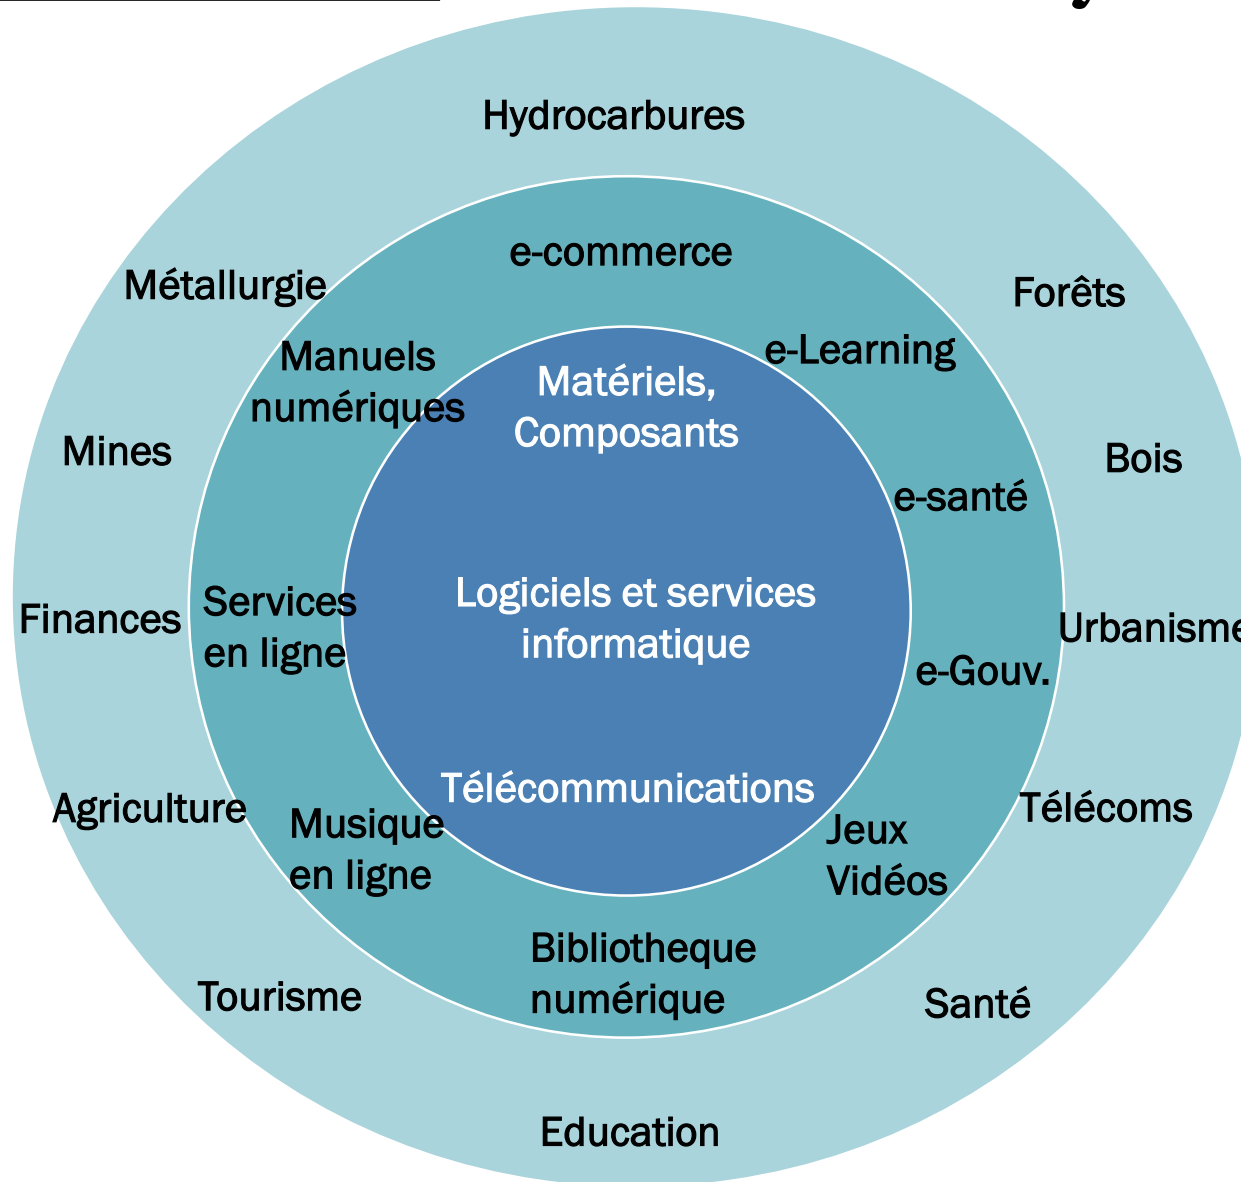 Hydrocarbures
e-commerce
Métallurgie
Forêts
Manuels
numériques
e-Learning
Matériels,
Composants
Mines
Bois
e-santé
Logiciels et services
informatique
Finances
Services
en ligne
Urbanisme
e-Gouv.
Télécommunications
Agriculture
Télécoms
Musique
en ligne
Jeux
Vidéos
Bibliotheque
numérique
Tourisme
Santé
Education